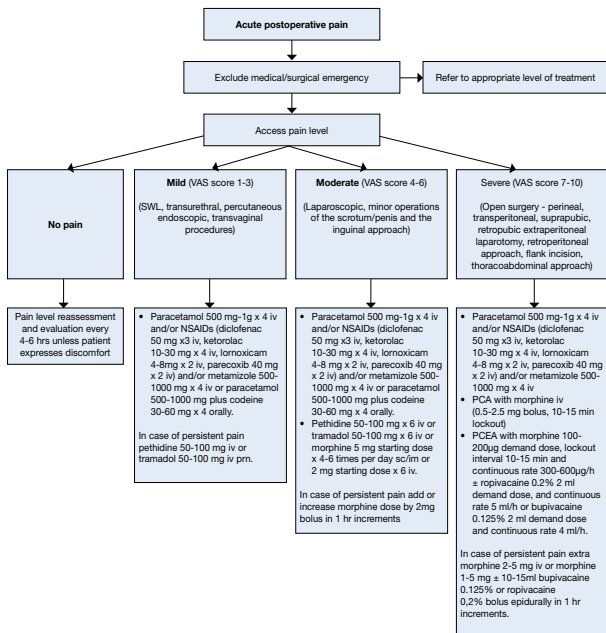 Acute postoperative pain
Exclude medical/surgical emergency
Refer to appropriate level of treatment
Access pain level
No pain
Mild (VAS score 1-3)
(SWL, transurethral, percutaneous
endoscopic, transvaginal
procedures)
Moderate (VAS score 4-6)
(Laparoscopic, minor operations
of the scrotum/penis and the
inguinal approach)
Severe (VAS score 7-10)
(Open surgery - perineal,
transperitoneal, suprapubic,
retropubic extraperitoneal
laparotomy, retroperitoneal
approach, flank incision,
thoracoabdominal approach)
Pain level reassessment
and evaluation every
4-6 hrs unless patient
expresses discomfort
• Paracetamol 500 mg-1g x 4 iv
and/or NSAIDs (diclofenac
50 mg x3 iv, ketorolac
10-30 mg x 4 iv, lornoxicam
4-8mg x 2 iv, parecoxib 40 mg
x 2 iv) and/or metamizole 500-
1000 mg x 4 iv or paracetamol
500-1000 mg plus codeine
30-60 mg x 4 orally.
In case of persistent pain
pethidine 50-100 mg iv or
tramadol 50-100 mg iv prn.
• Paracetamol 500 mg-1g x 4 iv
and/or NSAIDs (diclofenac
50 mg x3 iv, ketorolac
10-30 mg x 4 iv, lornoxicam
4-8 mg x 2 iv, parecoxib 40 mg
x 2 iv) and/or metamizole 500-
1000 mg x 4 iv or paracetamol
500-1000 mg plus codeine
30-60 mg x 4 orally.
• Pethidine 50-100 mg x 6 iv or
tramadol 50-100 mg x 6 iv or
morphine 5 mg starting dose
x 4-6 times per day sc/im or
2 mg starting dose x 6 iv.
In case of persistent pain add or
increase morphine dose by 2mg
bolus in 1 hr increments
• Paracetamol 500 mg-1g x 4 iv
and/or NSAIDs (diclofenac
50 mg x3 iv, ketorolac
10-30 mg x 4 iv, lornoxicam
4-8 mg x 2 iv, parecoxib 40 mg
x 2 iv) and/or metamizole 500-
1000 mg x 4 iv
• PCA with morphine iv
(0.5-2.5 mg bolus, 10-15 min
lockout)
• PCEA with morphine 100-
200µg demand dose, lockout
interval 10-15 min and
continuous rate 300-600µg/h
± ropivacaine 0.2% 2 ml
demand dose, and continuous
rate 5 ml/h or bupivacaine
0.125% 2 ml demand dose
and continuous rate 4 ml/h.
In case of persistent pain extra
morphine 2-5 mg iv or morphine
1-5 mg ± 10-15ml bupivacaine
0.125% or ropivacaine
0,2% bolus epidurally in 1 hr
increments.